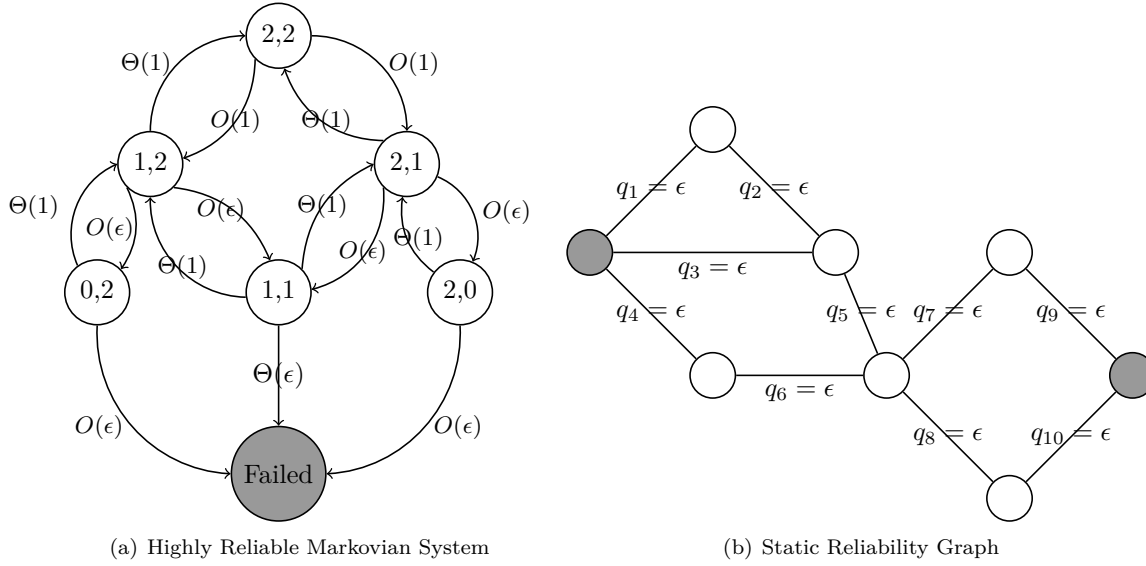 2,2
Θ(1)
O(1)
O(1)
Θ(1)
1,2
2,1
Θ(1)
O(ϵ)
O(ϵ)
Θ(1)
O(ϵ)
Θ(1)
O(ϵ)
Θ(1)
O(ϵ)
0,2
1,1
2,0
Θ(ϵ)
O(ϵ)
O(ϵ)
Failed
(a) Highly Reliable Markovian System
q₁ = ϵ
q₂ = ϵ
q₃ = ϵ
q₄ = ϵ
q₅ = ϵ
q₇ = ϵ
q₉ = ϵ
q₆ = ϵ
q₈ = ϵ
q₁₀ = ϵ
(b) Static Reliability Graph